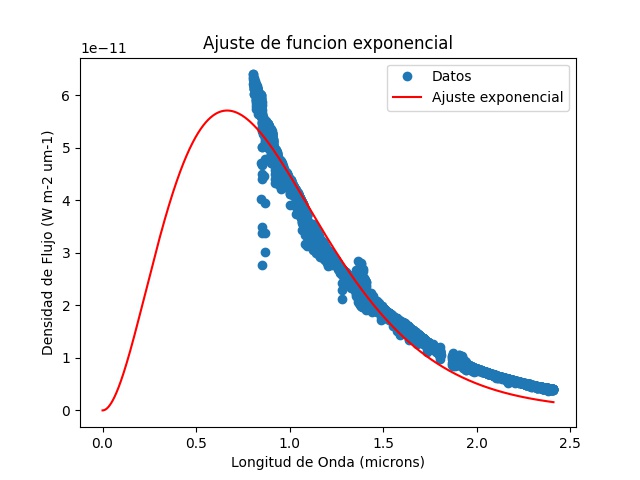 Ajuste de funcion exponencial
1e−11
Datos
Ajuste exponencial
6
5
4
3
2
1
0
Densidad de Flujo (W m-2 um-1)
0.0 0.5 1.0 1.5 2.0 2.5
Longitud de Onda (microns)